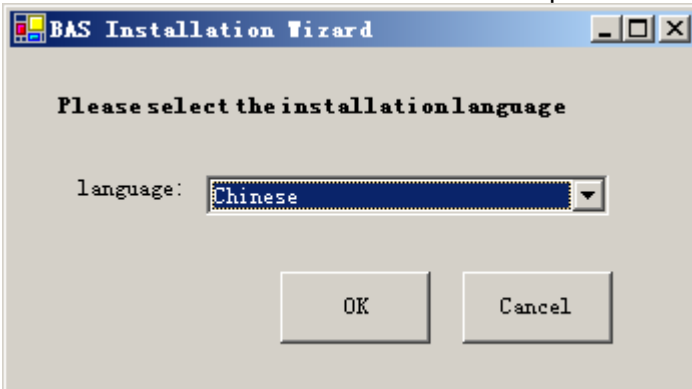 BAS Installation Wizard
Please select the installation language
language: Chinese
OK Cancel